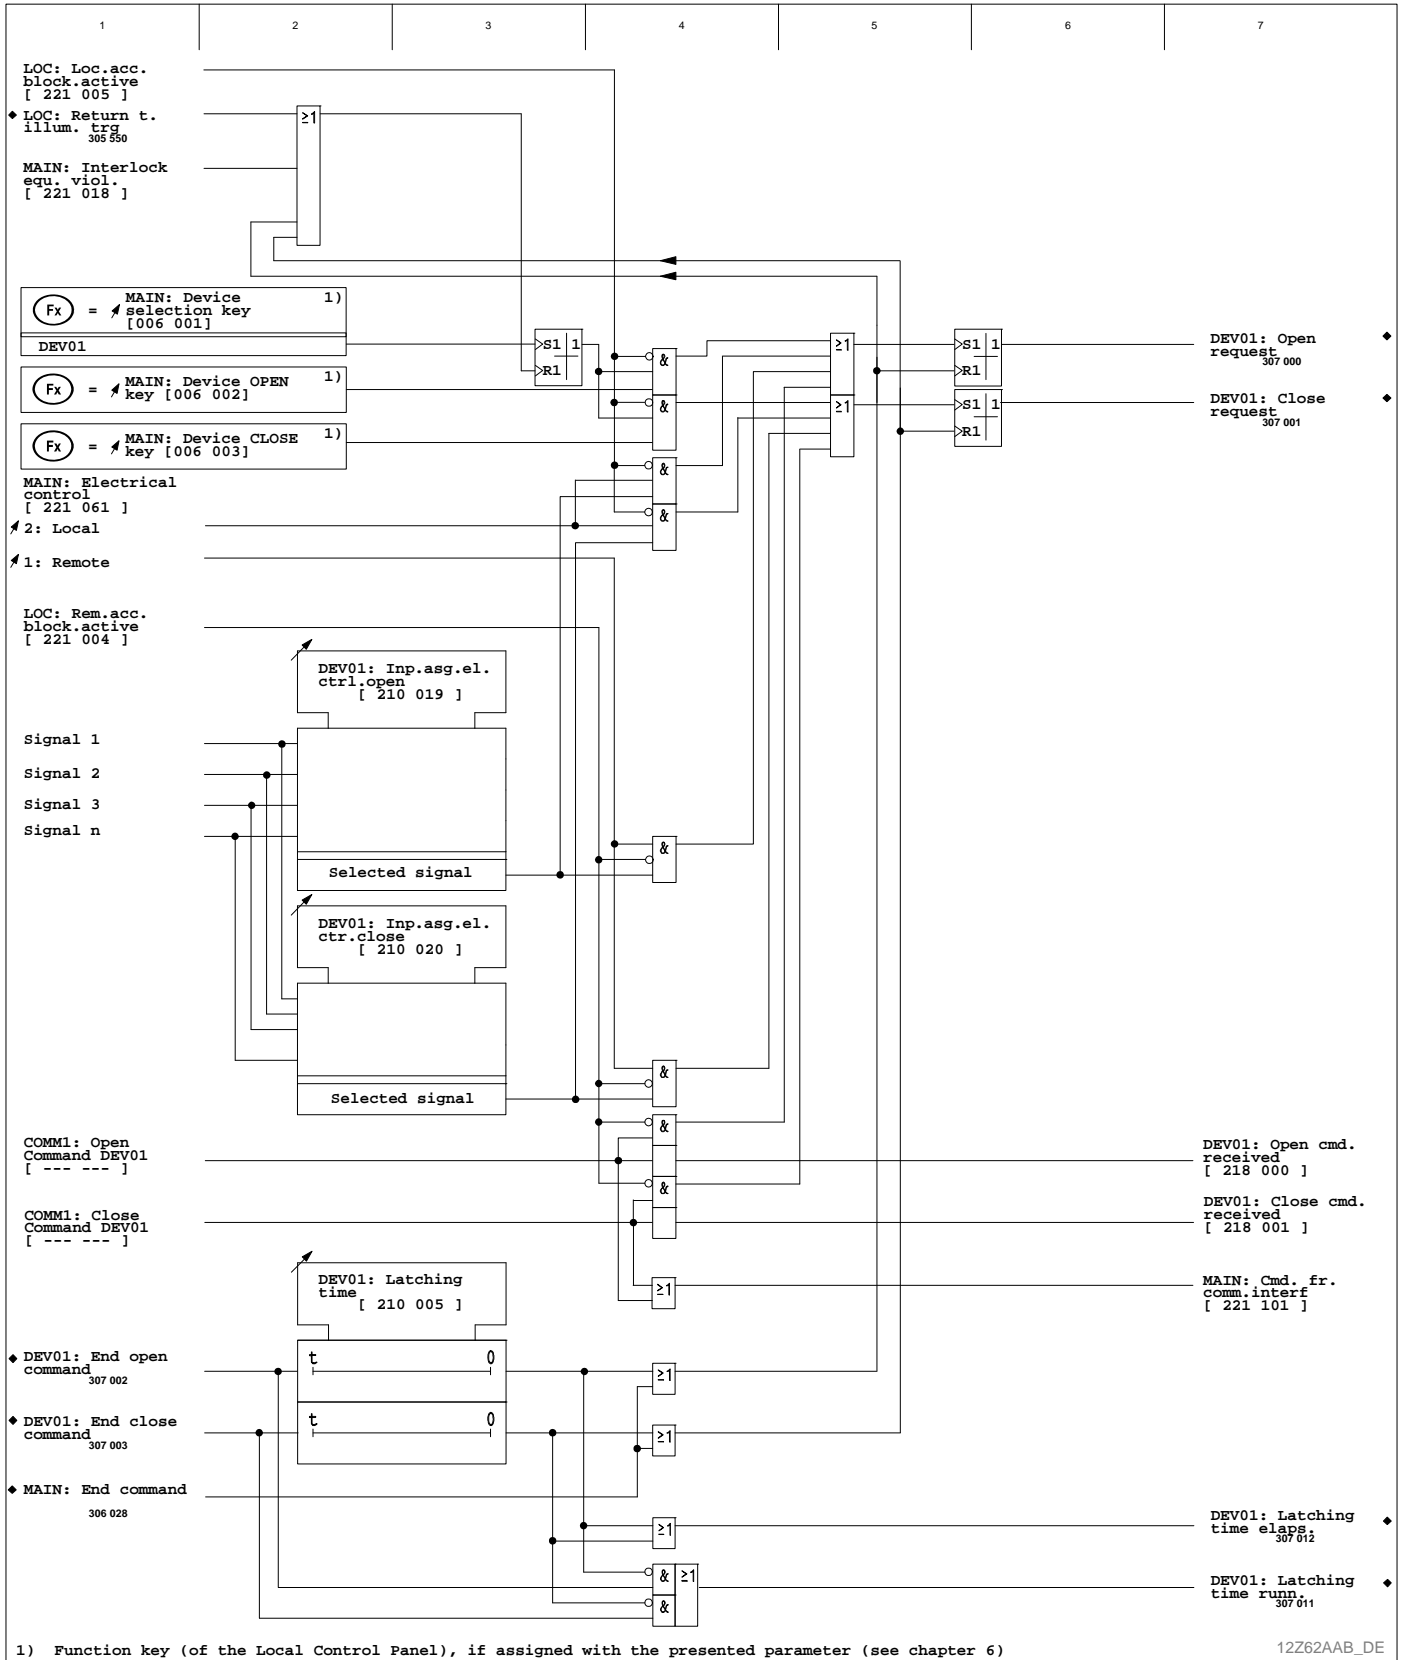 1 2 3 4 5 6 7
LOC: Loc.acc.
block.active
[ 221 005 ]
LOC: Return t.
illum. trg
305 550
≥1
MAIN: Interlock
equ. viol.
[ 221 018 ]
Fx = MAIN: Device 1)
selection key
[006 001]
DEV01
S1 1
R1
Fx = MAIN: Device OPEN 1)
key [006 002]
Fx = MAIN: Device CLOSE 1)
key [006 003]
&
&
≥1
≥1
S1 1
R1
DEV01: Open
request
307 000
S1 1
R1
DEV01: Close
request
307 001
MAIN: Electrical
control
[ 221 061 ]
2: Local
&
&
1: Remote
LOC: Rem.acc.
block.active
[ 221 004 ]
DEV01: Inp.asg.el.
ctrl.open
[ 210 019 ]
Signal 1
Signal 2
Signal 3
Signal n
&
Selected signal
DEV01: Inp.asg.el.
ctr.close
[ 210 020 ]
&
Selected signal
COMM1: Open
Command DEV01
[ --- --- ]
&
DEV01: Open cmd.
received
[ 218 000 ]
COMM1: Close
Command DEV01
[ --- --- ]
&
DEV01: Close cmd.
received
[ 218 001 ]
DEV01: Latching
time
[ 210 005 ]
≥1
MAIN: Cmd. fr.
comm.interf
[ 221 101 ]
DEV01: End open
command
307 002
t 0
≥1
DEV01: End close
command
307 003
t 0
≥1
MAIN: End command
306 028
≥1
DEV01: Latching
time elaps.
307 012
& ≥1
&
DEV01: Latching
time runn.
307 011
1) Function key (of the Local Control Panel), if assigned with the presented parameter (see chapter 6)
12Z62AAB_DE